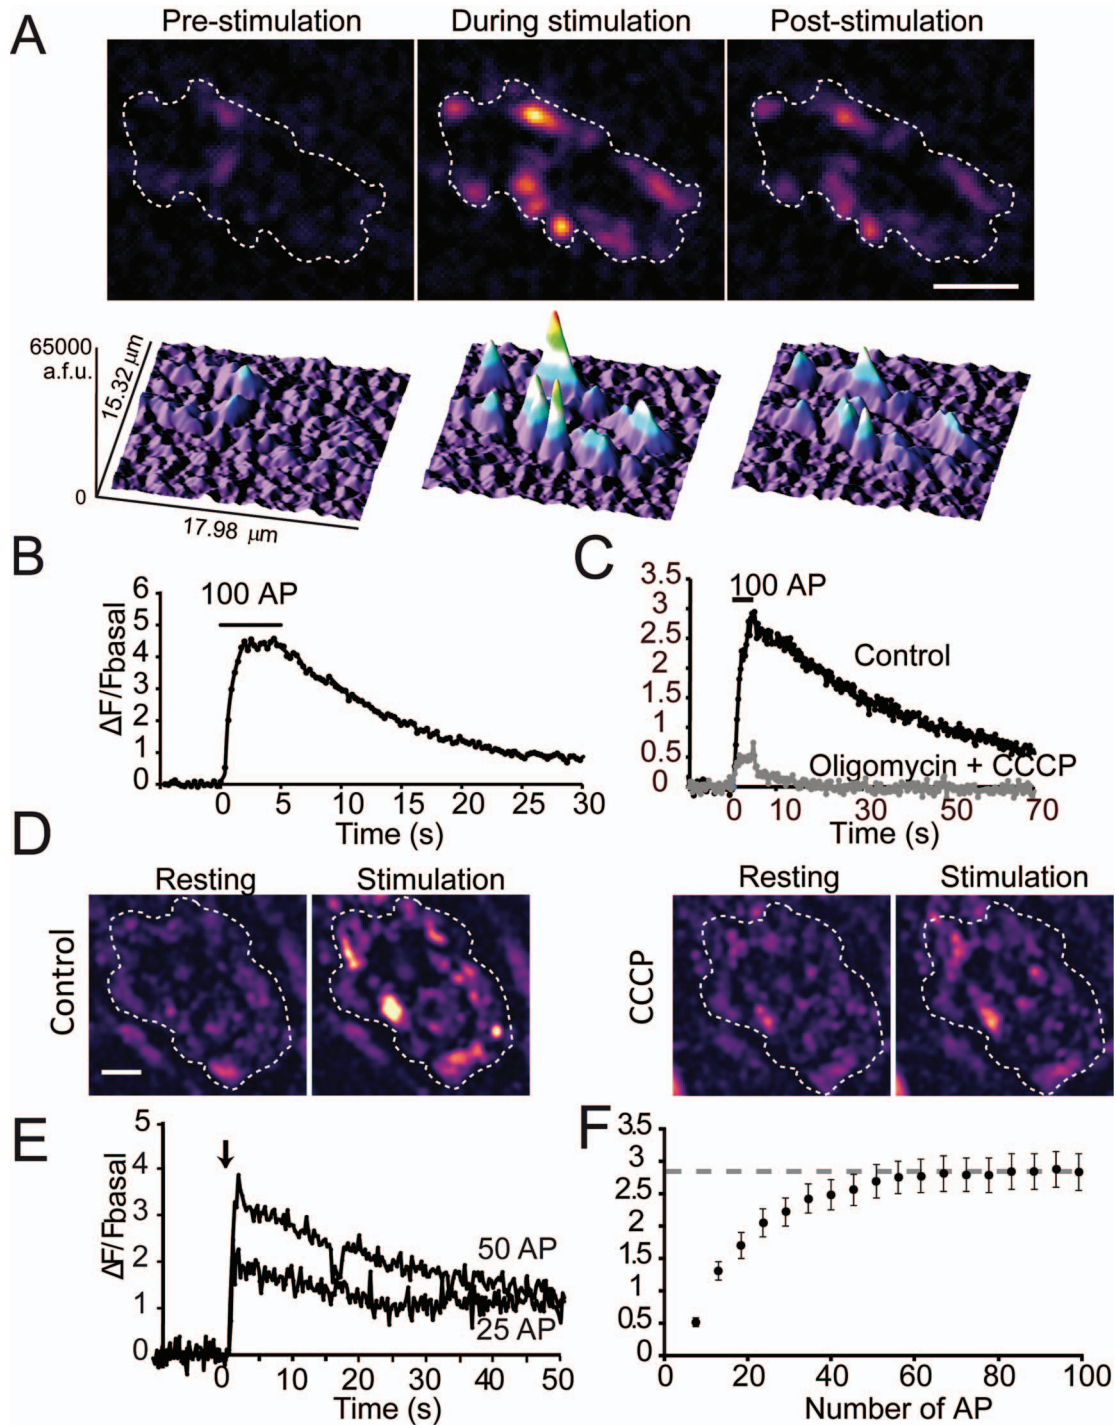 A
Pre-stimulation During stimulation Post-stimulation
65000
a.f.u.
0
15.32 μm
17.98 μm
B
ΔF/Fbasal
6
5
4
3
2
1
0
100 AP
0 5 10 15 20 25 30
Time (s)
C
3.5
3
2.5
2
1.5
1
0.5
0
100 AP
Control
Oligomycin + CCCP
0 10 30 50 70
Time (s)
D
Resting Stimulation
Control
Resting Stimulation
CCCP
E
ΔF/Fbasal
5
4
3
2
1
0
50 AP
25 AP
0 10 20 30 40 50
Time (s)
F
3.5
3
2.5
2
1.5
1
0.5
0
0 20 40 60 80 100
Number of AP